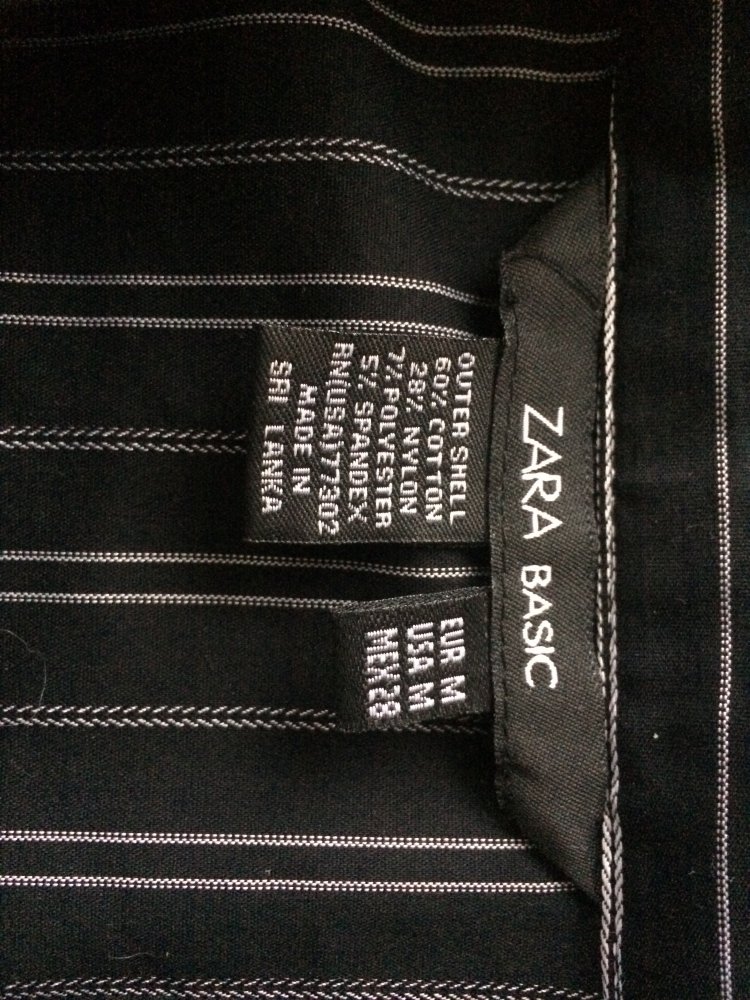 ZARA BASIC
OUTER SHELL
60% COTTON
28% NYLON
7% POLYESTER
5% SPANDEX
RN(USA)77302
MADE IN
SRI LANKA
EUR M
USA M
MEX 28